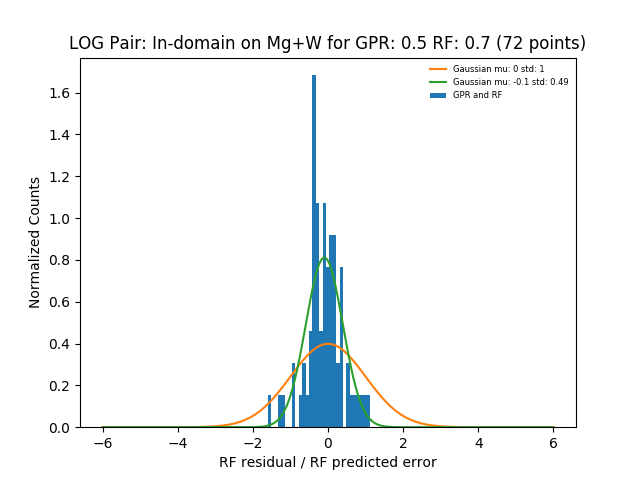 LOG Pair: In-domain on Mg+W for GPR: 0.5 RF: 0.7 (72 points)
Gaussian mu: 0 std: 1
Gaussian mu: -0.1 std: 0.49
GPR and RF
Normalized Counts
1.6
1.4
1.2
1.0
0.8
0.6
0.4
0.2
0.0
−6 −4 −2 0 2 4 6
RF residual / RF predicted error